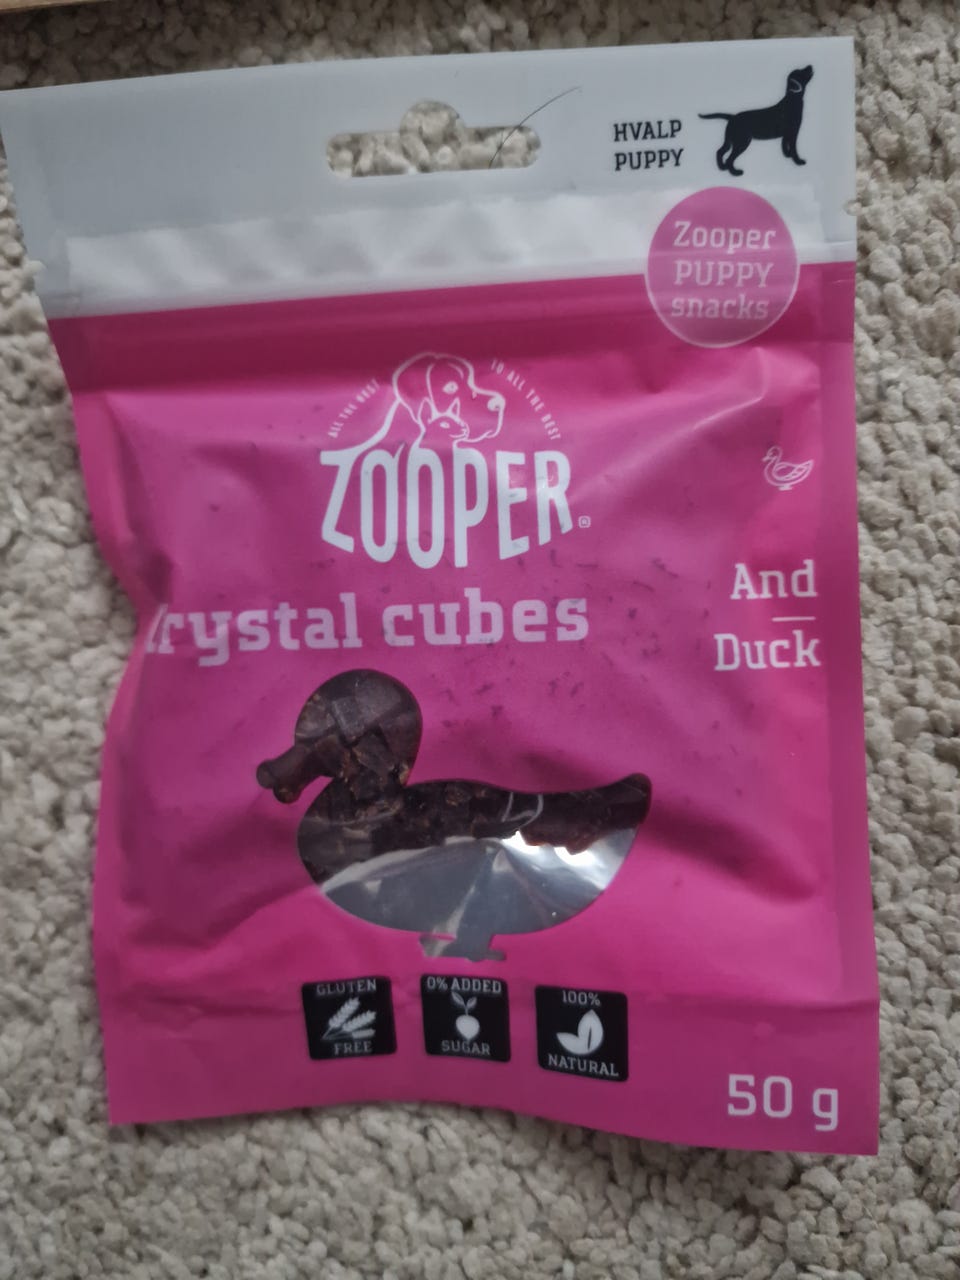 HVALP
PUPPY
Zooper
PUPPY
snacks
ALL THE BEST TO ALL THE BEST
ZOOPER®
rystal cubes
And
Duck
GLUTEN
FREE
0% ADDED
SUGAR
100%
NATURAL
50 g